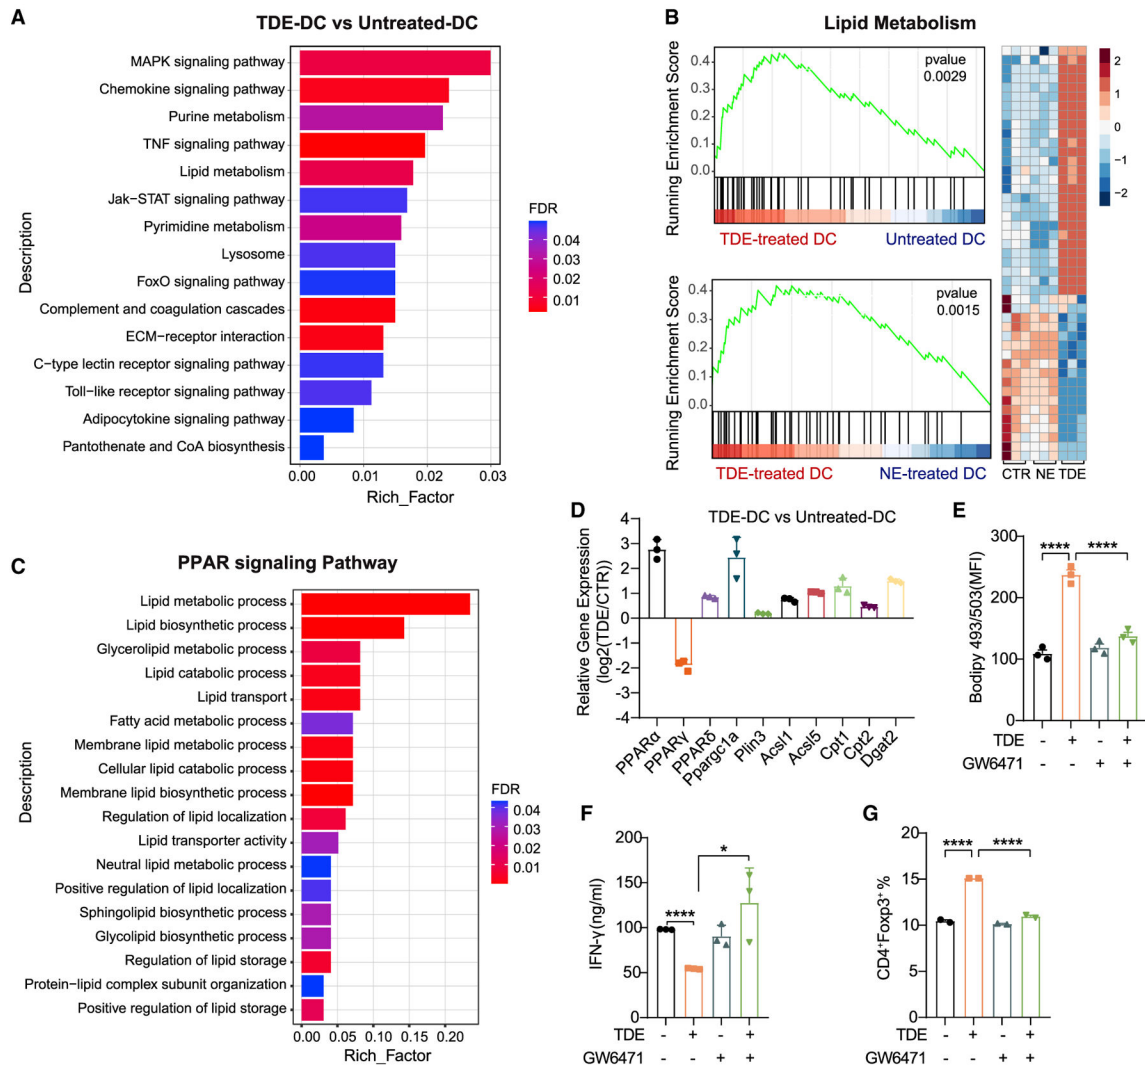 A
TDE-DC vs Untreated-DC
Description
MAPK signaling pathway
Chemokine signaling pathway
Purine metabolism
TNF signaling pathway
Lipid metabolism
Jak−STAT signaling pathway
Pyrimidine metabolism
Lysosome
FoxO signaling pathway
Complement and coagulation cascades
ECM−receptor interaction
C−type lectin receptor signaling pathway
Toll−like receptor signaling pathway
Adipocytokine signaling pathway
Pantothenate and CoA biosynthesis
0.00 0.01 0.02 0.03
Rich_Factor
FDR
0.04
0.03
0.02
0.01
B
Lipid Metabolism
Running Enrichment Score
0.4
0.3
0.2
0.1
0.0
pvalue
0.0029
TDE-treated DC Untreated DC
Running Enrichment Score
0.4
0.3
0.2
0.1
0.0
pvalue
0.0015
TDE-treated DC NE-treated DC
CTR NE TDE
2
1
0
−1
−2
C
PPAR signaling Pathway
Description
Lipid metabolic process
Lipid biosynthetic process
Glycerolipid metabolic process
Lipid catabolic process
Lipid transport
Fatty acid metabolic process
Membrane lipid metabolic process
Cellular lipid catabolic process
Membrane lipid biosynthetic process
Regulation of lipid localization
Lipid transporter activity
Neutral lipid metabolic process
Positive regulation of lipid localization
Sphingolipid biosynthetic process
Glycolipid biosynthetic process
Regulation of lipid storage
Protein−lipid complex subunit organization
Positive regulation of lipid storage
0.00 0.05 0.10 0.15 0.20
Rich_Factor
FDR
0.04
0.03
0.02
0.01
D
TDE-DC vs Untreated-DC
Relative Gene Expression
(log2(TDE/CTR))
4
3
2
1
0
-1
-2
-3
-4
PPARα
PPARγ
PPARδ
Ppargc1a
Plin3
Acsl1
Acsl5
Cpt1
Cpt2
Dgat2
E
Bodipy 493/503(MFI)
300
200
100
0
**** ****
TDE - + - +
GW6471 - - + +
F
IFN-γ(ng/ml)
200
150
100
50
0
****
*
TDE - + - +
GW6471 - - + +
G
CD4⁺Foxp3⁺%
20
15
10
5
0
**** ****
TDE - + - +
GW6471 - - + +